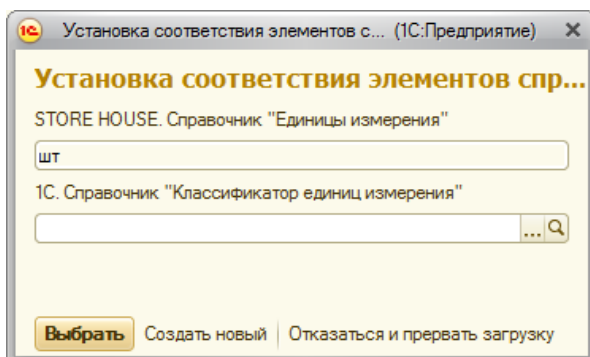 1С Установка соответствия элементов с... (1С:Предприятие)
Установка соответствия элементов спр...
STORE HOUSE. Справочник "Единицы измерения"
шт
1С. Справочник "Классификатор единиц измерения"
...
Выбрать Создать новый Отказаться и прервать загрузку